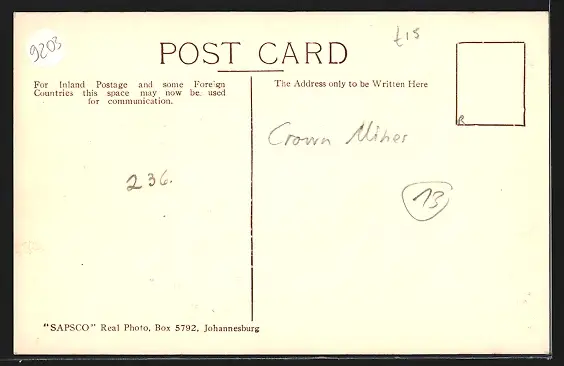 9203
£15
POST CARD
For Inland Postage and some Foreign
Countries this space may now be used
for communication.
The Address only to be Written Here
R
Crown Miner
236.
13
"SAPSCO" Real Photo, Box 5792, Johannesburg